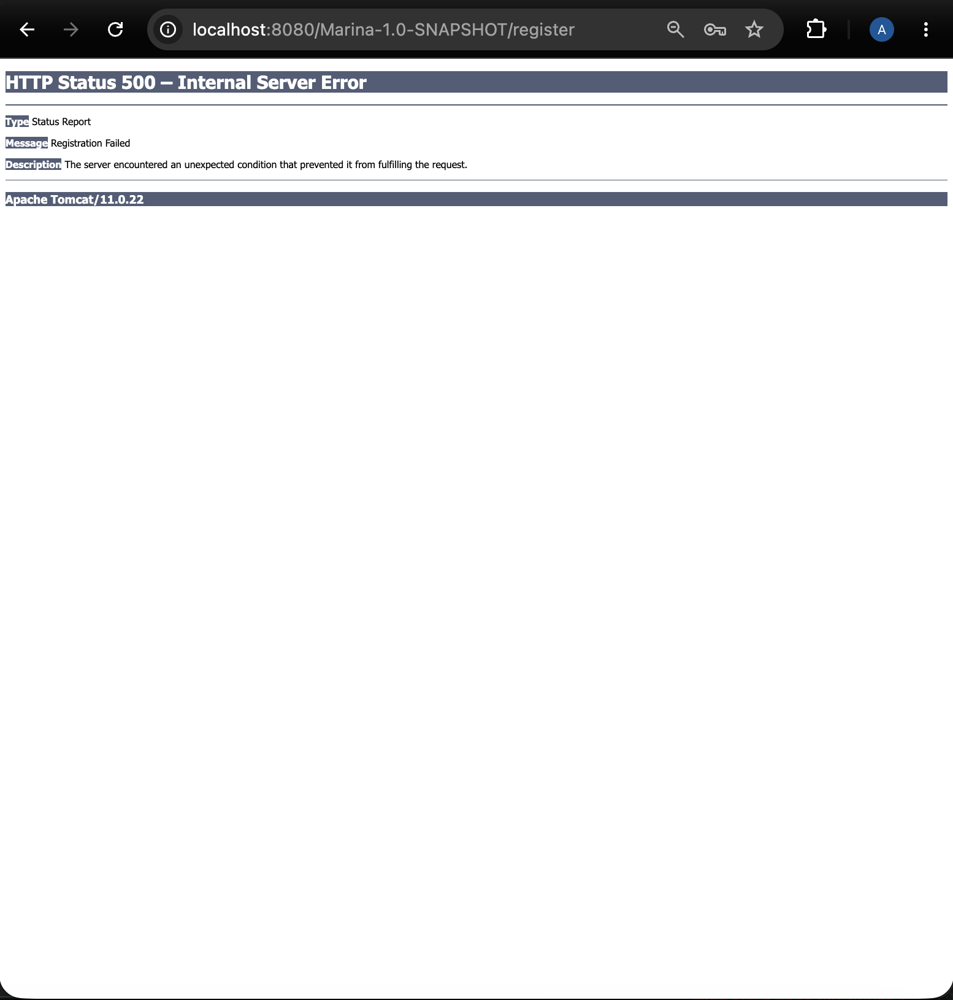 localhost:8080/Marina-1.0-SNAPSHOT/register
A
HTTP Status 500 – Internal Server Error
Type Status Report
Message Registration Failed
Description The server encountered an unexpected condition that prevented it from fulfilling the request.
Apache Tomcat/11.0.22